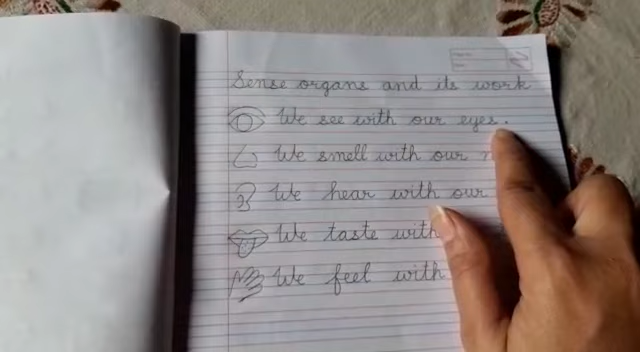 Sense organs and its work
We see with our eyes.
We smell with our
We hear with our
We taste with
We feel with